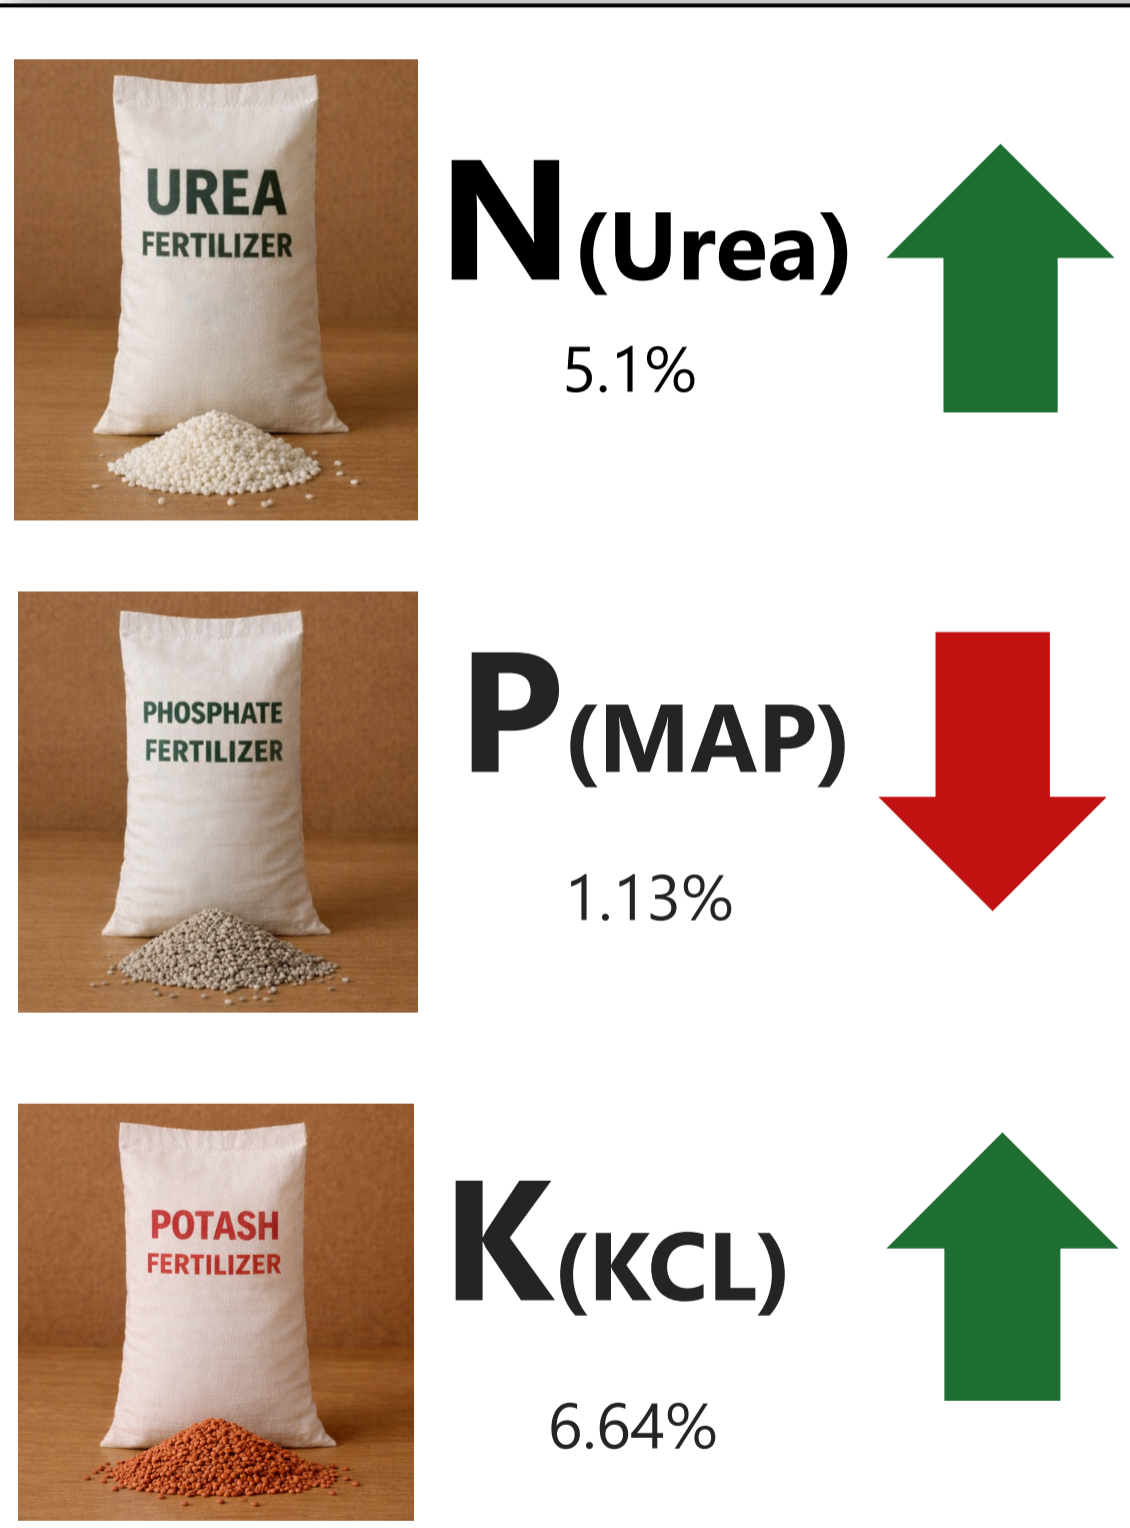 UREA
FERTILIZER
N(Urea)
5.1%
PHOSPHATE
FERTILIZER
P(MAP)
1.13%
POTASH
FERTILIZER
K(KCL)
6.64%